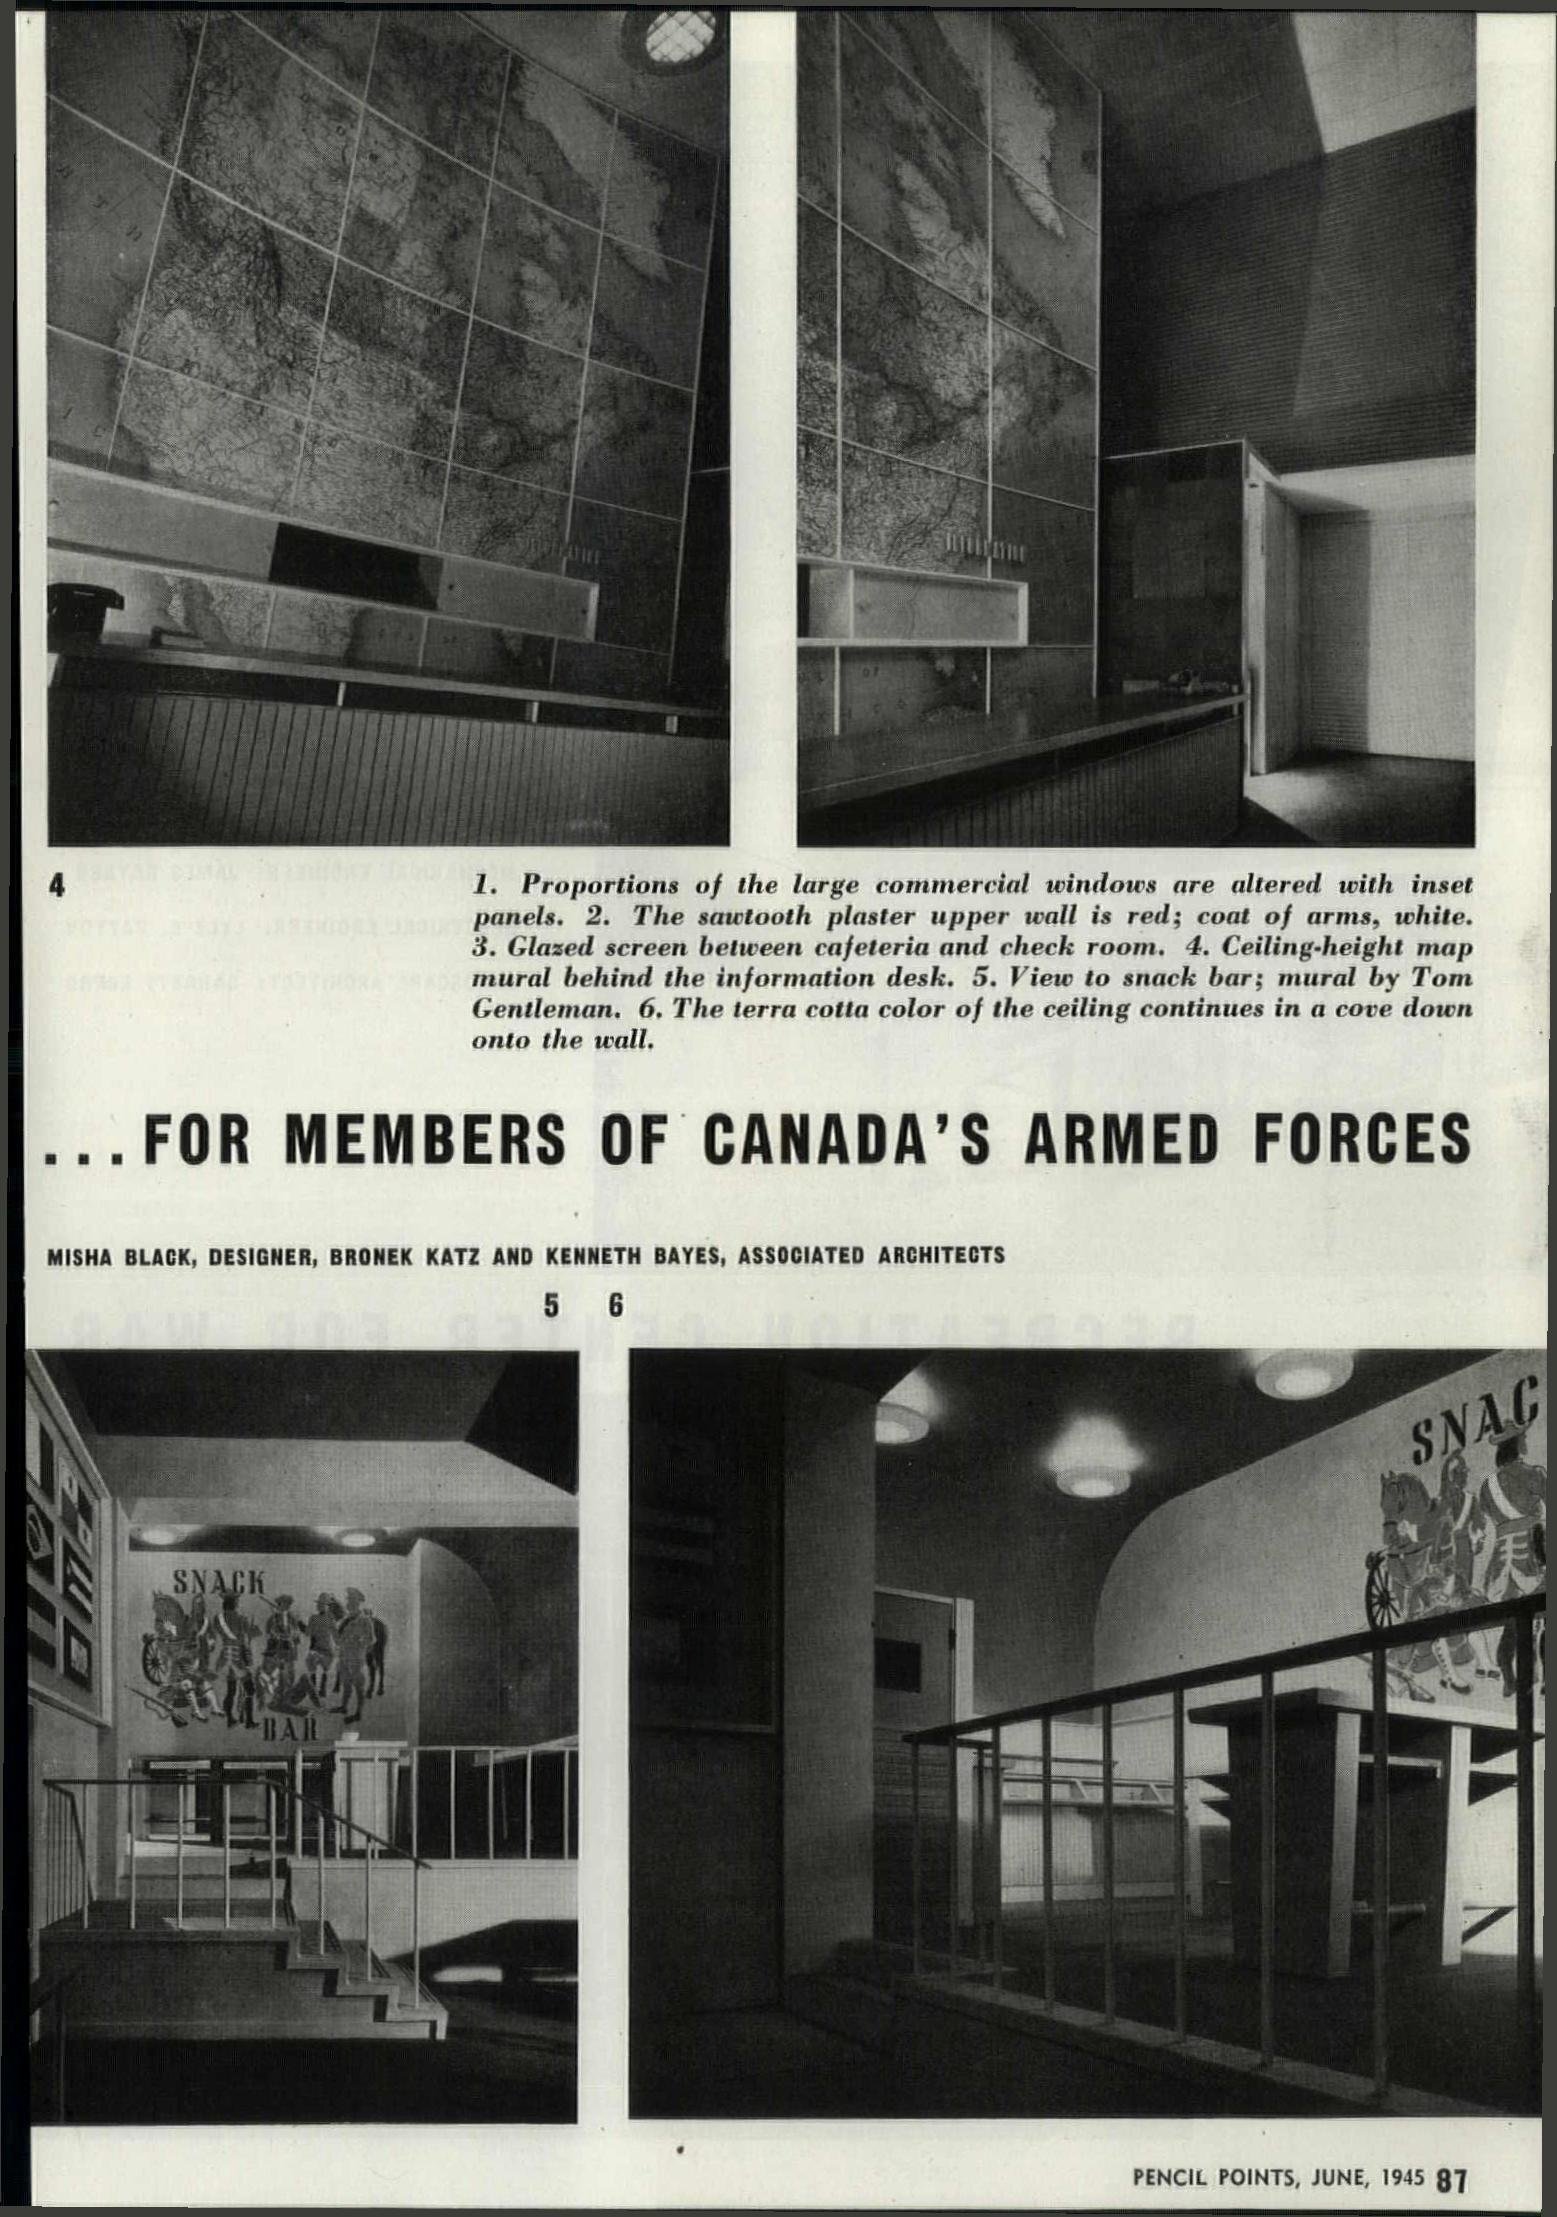 4
1. Proportions of the large commercial windows are altered with inset
panels. 2. The sawtooth plaster upper wall is red; coat of arms, white.
3. Glazed screen between cafeteria and check room. 4. Ceiling-height map
mural behind the information desk. 5. View to snack bar; mural by Tom
Gentleman. 6. The terra cotta color of the ceiling continues in a cove down
onto the wall.
...FOR MEMBERS OF CANADA'S ARMED FORCES
MISHA BLACK, DESIGNER, BRONEK KATZ AND KENNETH BAYES, ASSOCIATED ARCHITECTS
5 6
SNACK
BAR
SNAC
PENCIL POINTS, JUNE, 1945 87